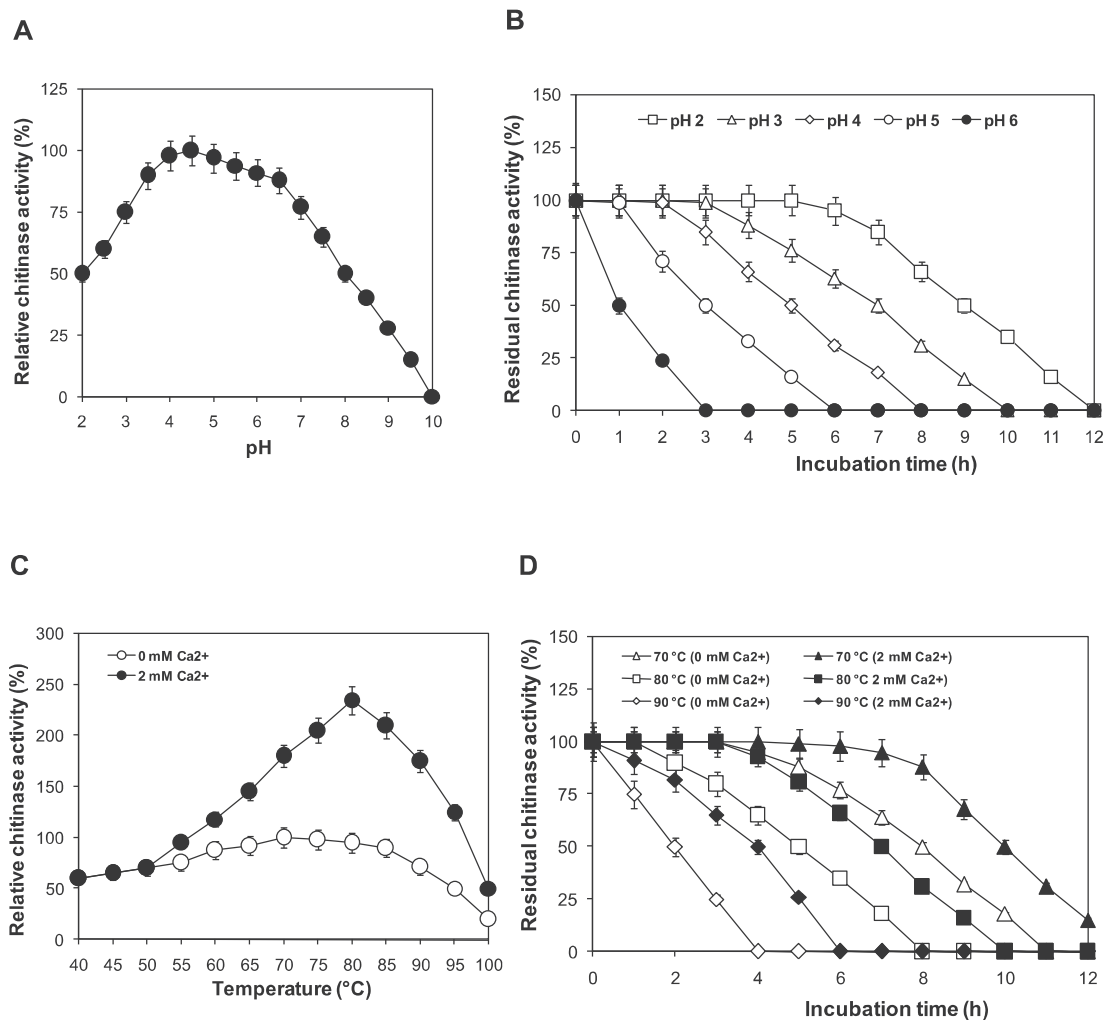 A
Relative chitinase activity (%)
125
100
75
50
25
0
2 3 4 5 6 7 8 9 10
pH
B
Residual chitinase activity (%)
150
125
100
75
50
25
0
pH 2 pH 3 pH 4 pH 5 pH 6
0 1 2 3 4 5 6 7 8 9 10 11 12
Incubation time (h)
C
Relative chitinase activity (%)
300
250
200
150
100
50
0
0 mM Ca2+
2 mM Ca2+
40 45 50 55 60 65 70 75 80 85 90 95 100
Temperature (°C)
D
Residual chitinase activity (%)
150
125
100
75
50
25
0
70 °C (0 mM Ca2+) 70 °C (2 mM Ca2+)
80 °C (0 mM Ca2+) 80 °C 2 mM Ca2+)
90 °C (0 mM Ca2+) 90 °C (2 mM Ca2+)
0 2 4 6 8 10 12
Incubation time (h)